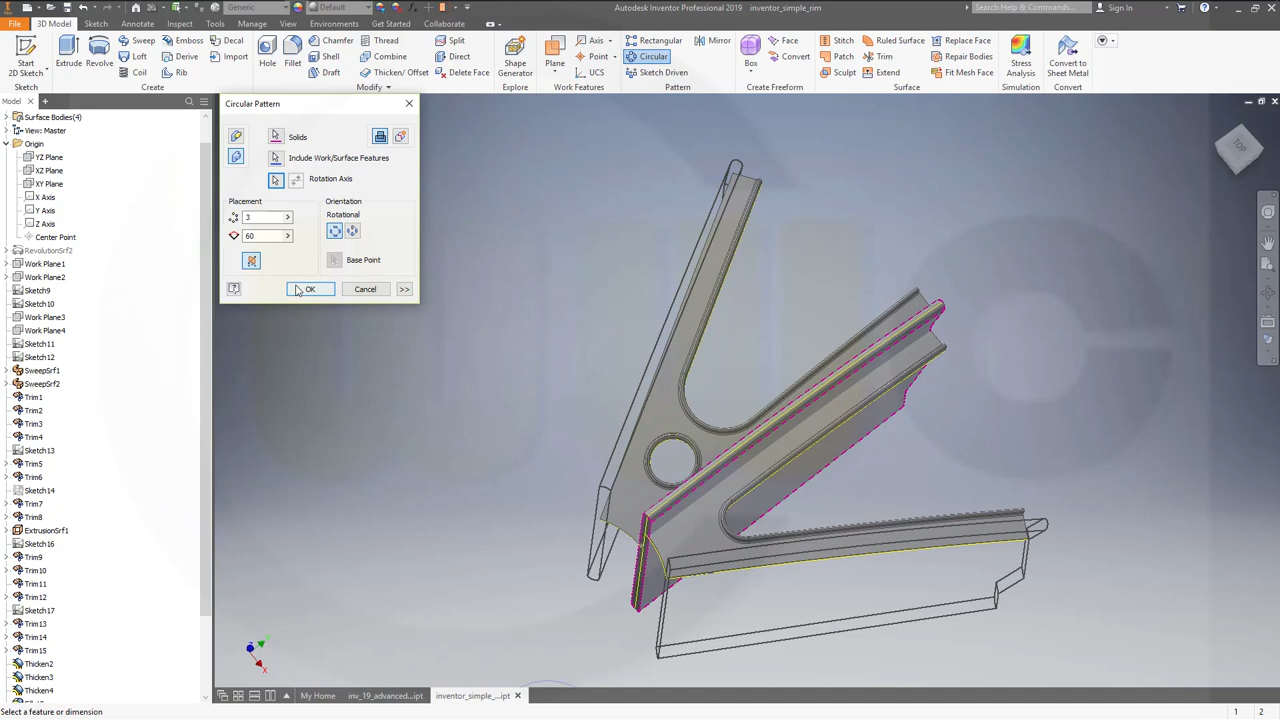 Generic
Default
Autodesk Inventor Professional 2019 inventor_simple_rim
Search Help & Commands...
Sign In
File 3D Model Sketch Annotate Inspect Tools Manage View Environments Get Started Collaborate
Start
2D Sketch
Extrude
Revolve
Sweep
Loft
Coil
Emboss
Derive
Rib
Decal
Import
Create
Hole
Fillet
Chamfer
Shell
Draft
Thread
Combine
Thicken/ Offset
Split
Direct
Delete Face
Modify
Shape
Generator
Explore
Plane
Axis
Point
UCS
Work Features
Rectangular
Circular
Sketch Driven
Mirror
Pattern
Box
Face
Convert
Create Freeform
Stitch
Patch
Sculpt
Ruled Surface
Trim
Extend
Replace Face
Repair Bodies
Fit Mesh Face
Surface
Stress
Analysis
Simulation
Convert to
Sheet Metal
Convert
Model
Surface Bodies(4)
View: Master
Origin
YZ Plane
XZ Plane
XY Plane
X Axis
Y Axis
Z Axis
Center Point
RevolutionSrf2
Work Plane1
Work Plane2
Sketch9
Sketch10
Work Plane3
Work Plane4
Sketch11
Sketch12
SweepSrf1
SweepSrf2
Trim1
Trim2
Trim3
Trim4
Sketch13
Trim5
Trim6
Sketch14
Trim7
Trim8
ExtrusionSrf1
Sketch16
Trim9
Trim10
Trim11
Trim12
Sketch17
Trim13
Trim14
Trim15
Thicken2
Thicken3
Thicken4
Circular Pattern
Solids
Include Work/Surface Features
Rotation Axis
Placement
3
60
Orientation
Rotational
Base Point
OK
Cancel
>>
TOP
Z
Y
X
My Home
inv_19_advanced...ipt
inventor_simple_...ipt
Select a feature or dimension
1
2